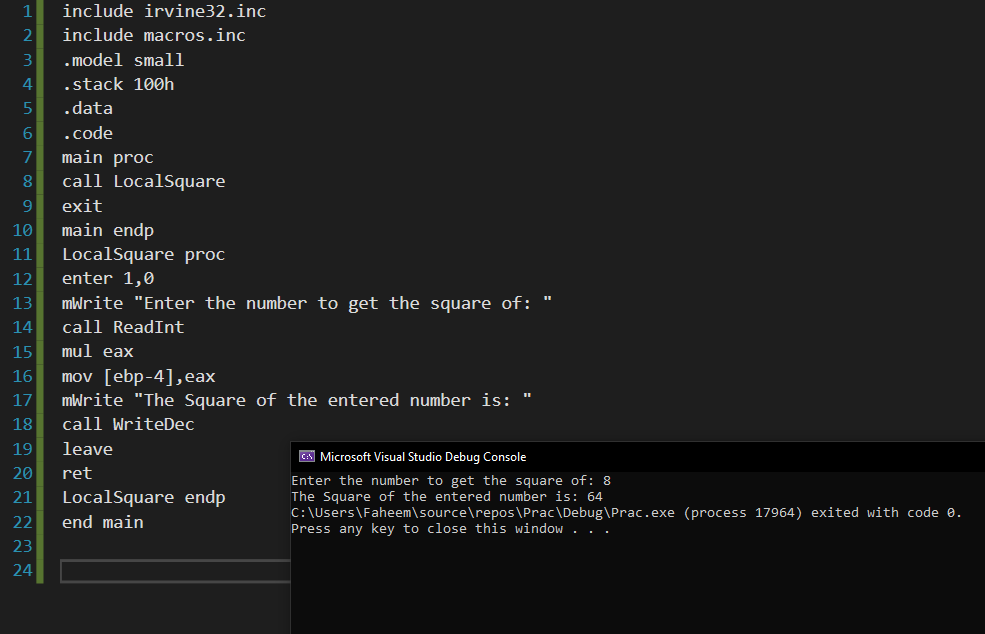 1 include irvine32.inc
2 include macros.inc
3 .model small
4 .stack 100h
5 .data
6 .code
7 main proc
8 call LocalSquare
9 exit
10 main endp
11 LocalSquare proc
12 enter 1,0
13 mWrite "Enter the number to get the square of: "
14 call ReadInt
15 mul eax
16 mov [ebp-4],eax
17 mWrite "The Square of the entered number is: "
18 call WriteDec
19 leave
20 ret
21 LocalSquare endp
22 end main
23
24
Microsoft Visual Studio Debug Console
Enter the number to get the square of: 8
The Square of the entered number is: 64
C:\Users\Faheem\source\repos\Prac\Debug\Prac.exe (process 17964) exited with code 0.
Press any key to close this window . . .